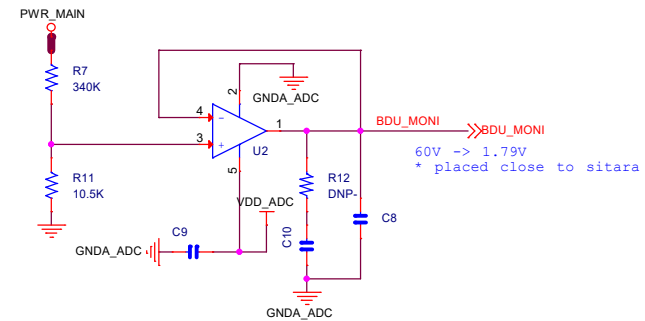 PWR_MAIN
R7
340K
4
2
GNDA_ADC
1
BDU_MONI
BDU_MONI
3
U2
60V -> 1.79V
* placed close to sitara
R11
10.5K
5
R12
DNP-
VDD_ADC
C9
C10
C8
GNDA_ADC
GNDA_ADC